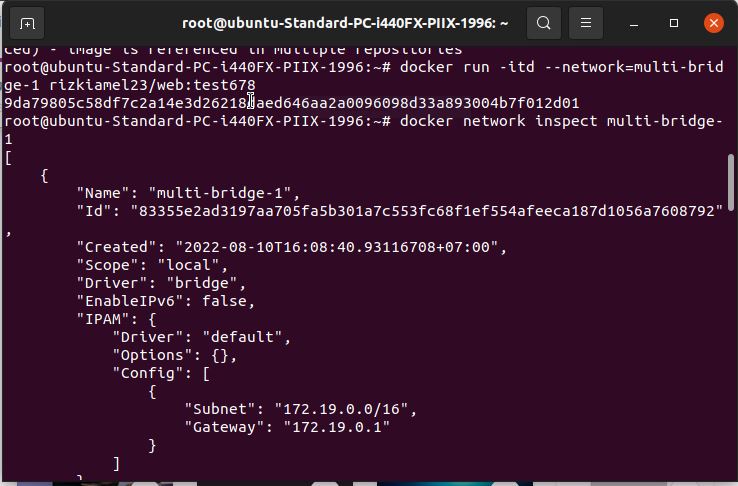 root@ubuntu-Standard-PC-i440FX-PIIX-1996: ~
ced) - image is referenced in multiple repositories
root@ubuntu-Standard-PC-i440FX-PIIX-1996:~# docker run -itd --network=multi-brid
ge-1 rizkiamel23/web:test678
root@ubuntu-Standard-PC-i440FX-PIIX-1996:~# docker network inspect multi-bridge-
1
[
{
"Name": "multi-bridge-1",
"Id": "83355e2ad3197aa705fa5b301a7c553fc68f1ef554afeeca187d1056a7608792"
,
"Created": "2022-08-10T16:08:40.93116708+07:00",
"Scope": "local",
"Driver": "bridge",
"EnableIPv6": false,
"IPAM": {
"Driver": "default",
"Options": {},
"Config": [
{
"Subnet": "172.19.0.0/16",
"Gateway": "172.19.0.1"
}
]
}